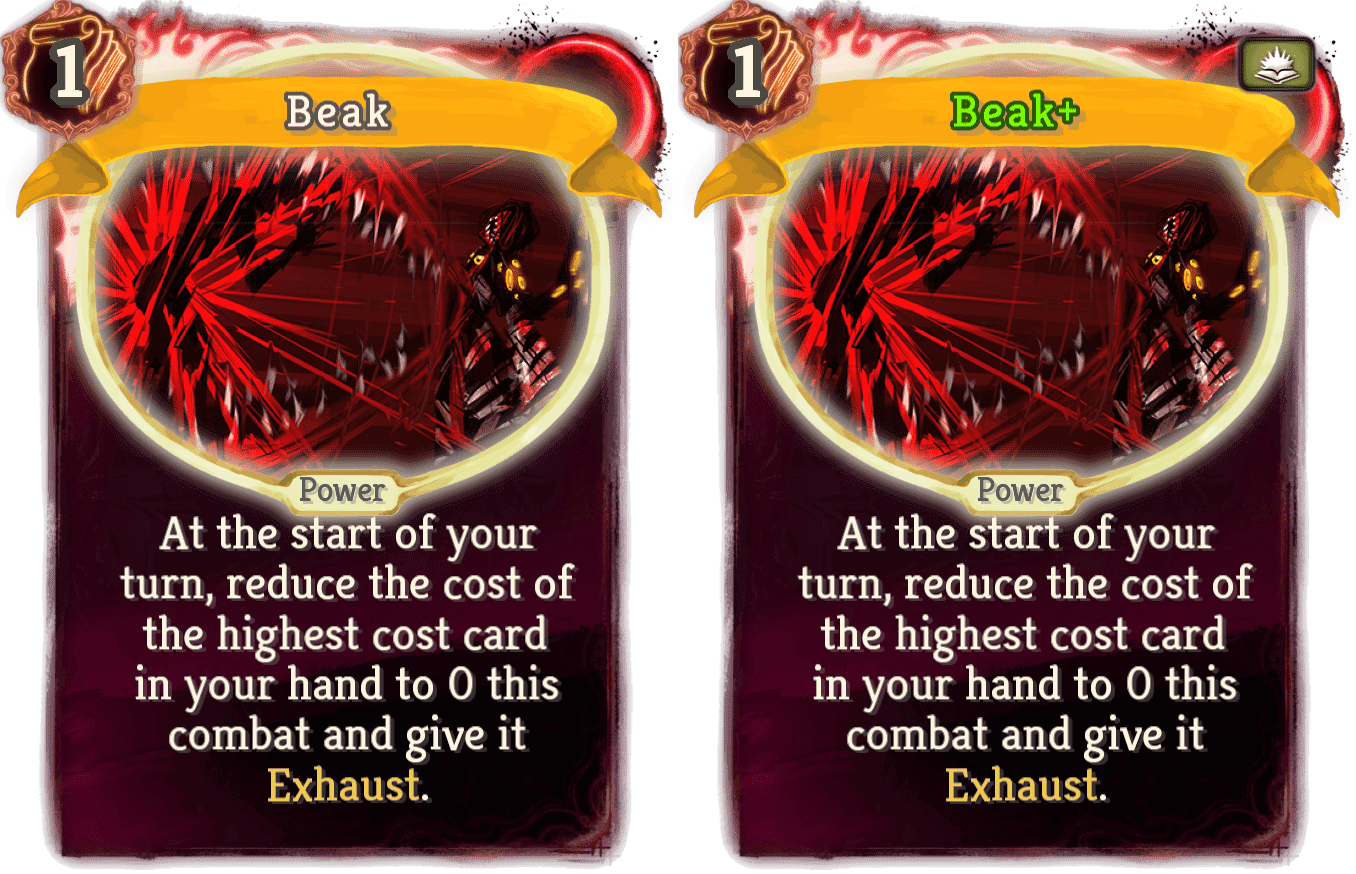 1
Beak
Power
At the start of your
turn, reduce the cost of
the highest cost card
in your hand to 0 this
combat and give it
Exhaust.
1
Beak+
Power
At the start of your
turn, reduce the cost of
the highest cost card
in your hand to 0 this
combat and give it
Exhaust.